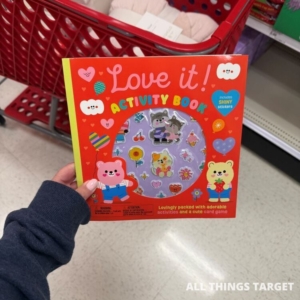 Love it!
ACTIVITY BOOK
Lovingly packed with adorable
activities and a cute card game
ALL THINGS TARGET